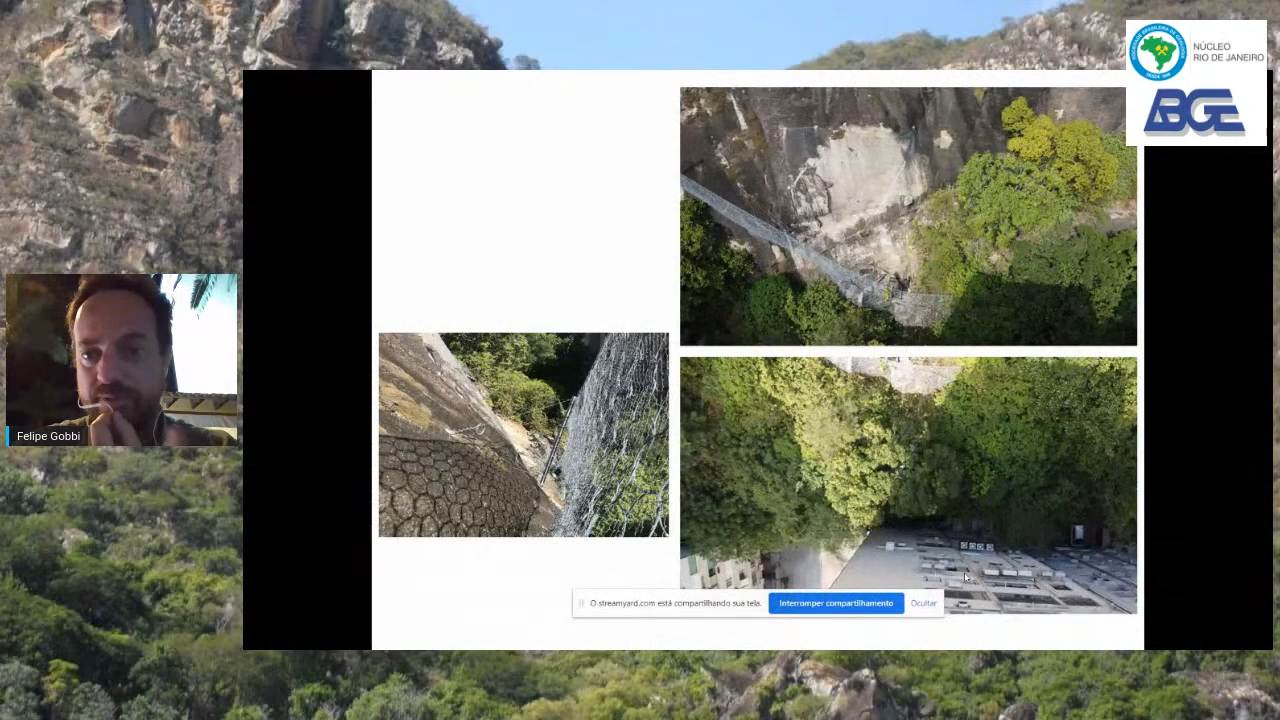 NÚCLEO
RIO DE JANEIRO
ABGE
Felipe Gobbi
O streamyard.com está compartilhando sua tela.
Interromper compartilhamento
Ocultar